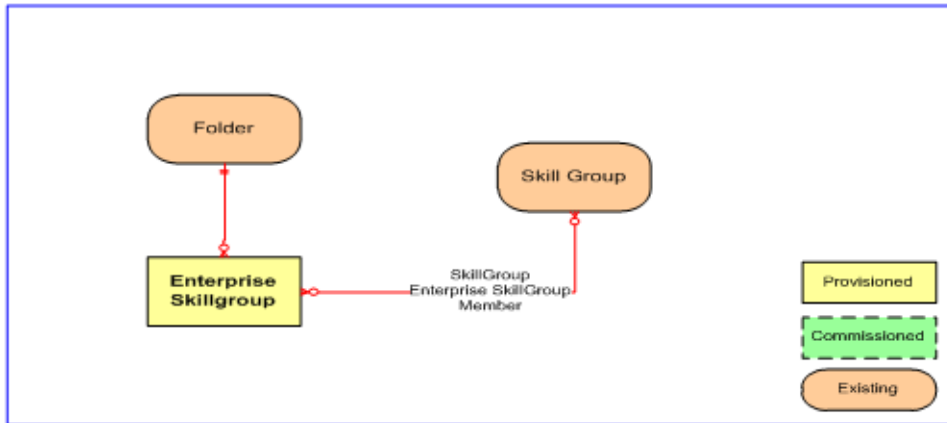 Folder
Skill Group
Enterprise
Skillgroup
SkillGroup
Enterprise SkillGroup
Member
Provisioned
Commissioned
Existing